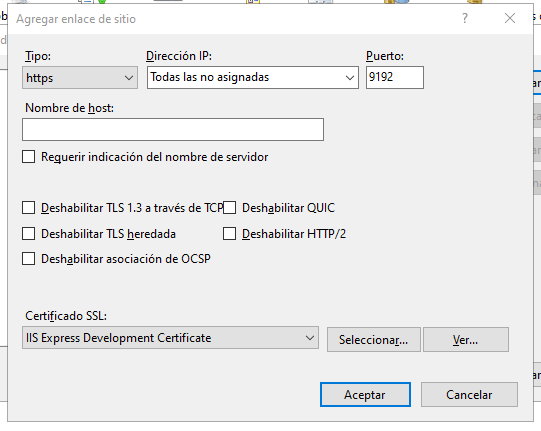 Agregar enlace de sitio
Tipo: Dirección IP: Puerto:
https Todas las no asignadas 9192
Nombre de host:
Requerir indicación del nombre de servidor
Deshabilitar TLS 1.3 a través de TCP Deshabilitar QUIC
Deshabilitar TLS heredada Deshabilitar HTTP/2
Deshabilitar asociación de OCSP
Certificado SSL:
IIS Express Development Certificate Seleccionar... Ver...
Aceptar Cancelar